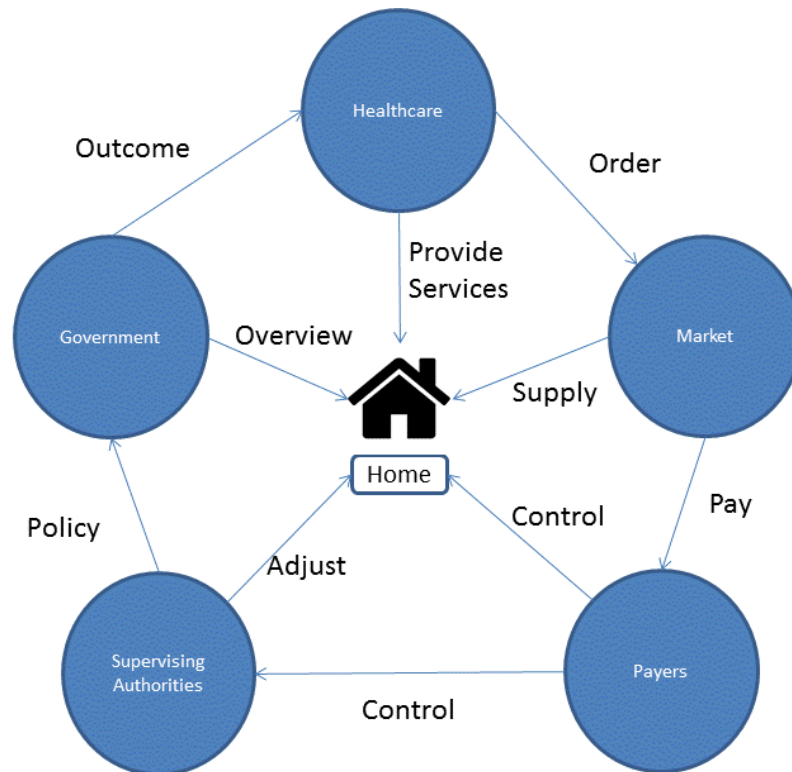 Healthcare
Outcome
Order
Provide
Services
Government
Overview
Market
Supply
Home
Control
Pay
Policy
Adjust
Supervising
Authorities
Payers
Control